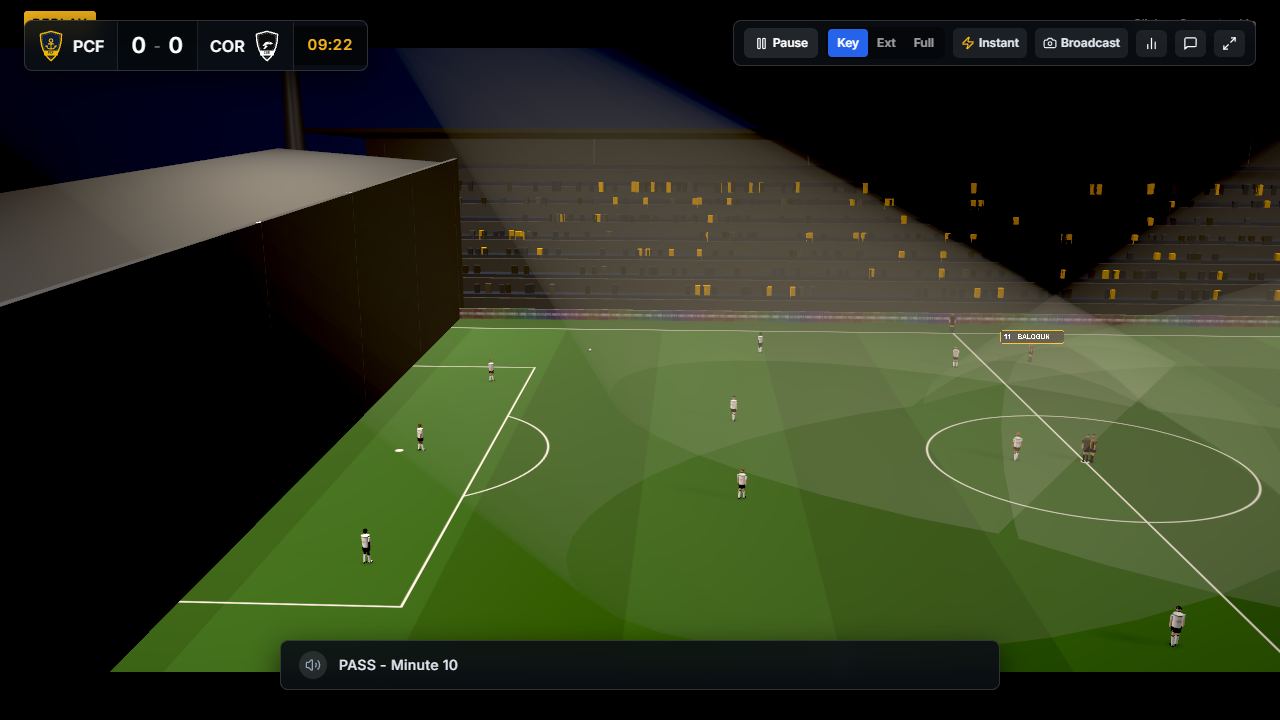 PCF
0 - 0
COR
09:22
Pause
Key
Ext
Full
Instant
Broadcast
11 BALOGUN
PASS - Minute 10